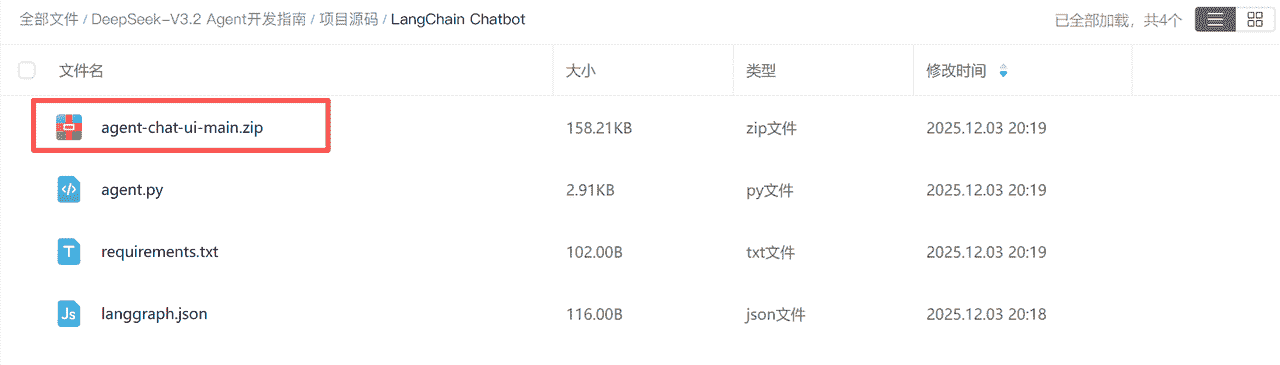 全部文件 / DeepSeek-V3.2 Agent开发指南 / 项目源码 / LangChain Chatbot 已全部加载，共4个
文件名 大小 类型 修改时间
agent-chat-ui-main.zip 158.21KB zip文件 2025.12.03 20:19
agent.py 2.91KB py文件 2025.12.03 20:19
requirements.txt 102.00B txt文件 2025.12.03 20:19
langgraph.json 116.00B json文件 2025.12.03 20:18